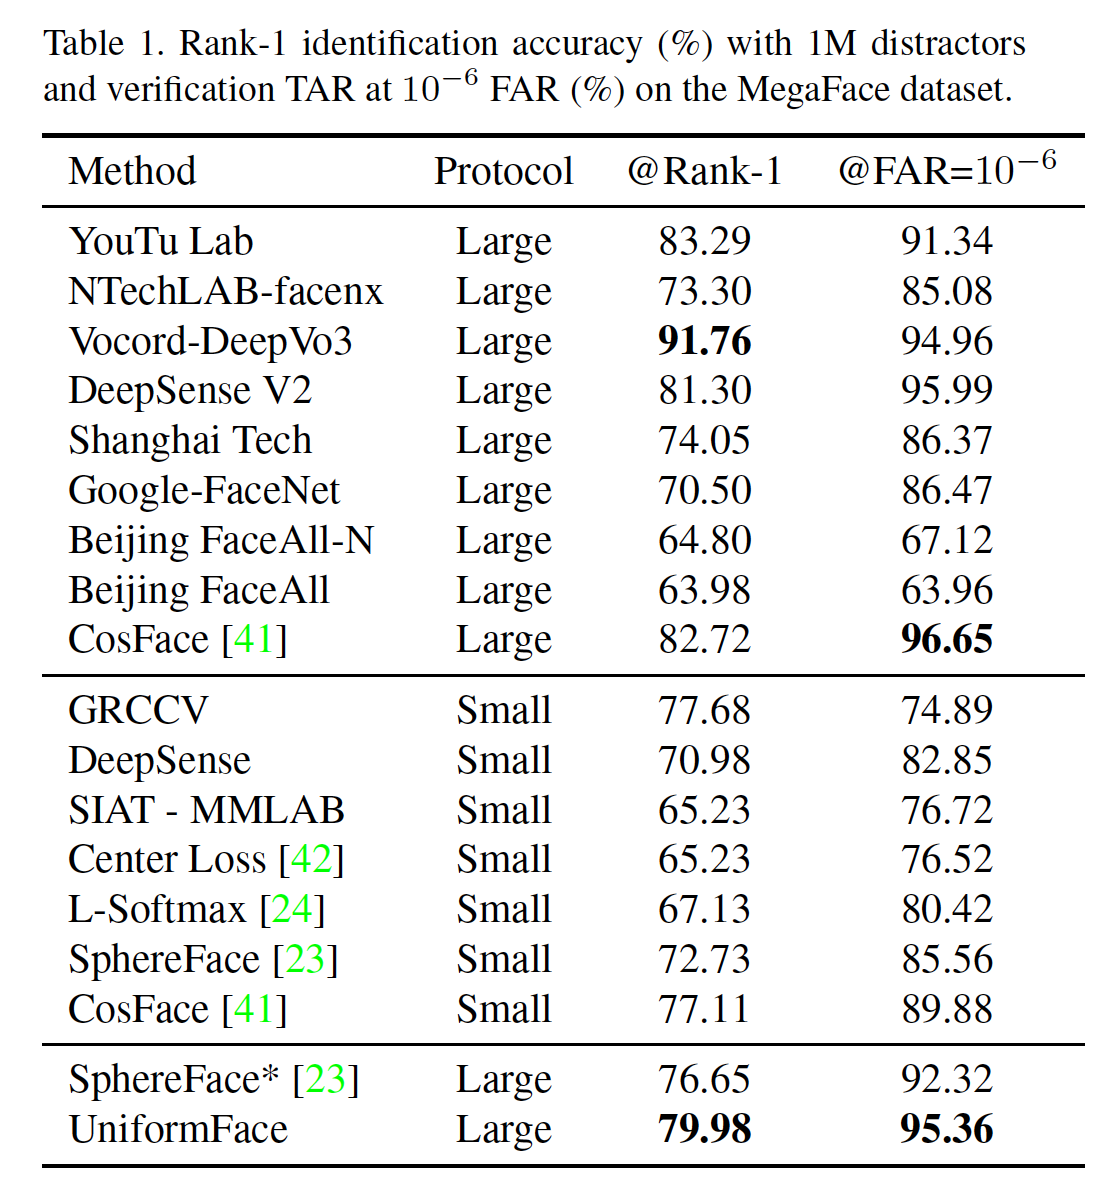 Table 1. Rank-1 identification accuracy (%) with 1M distractors
and verification TAR at 10⁻⁶ FAR (%) on the MegaFace dataset.
Method Protocol @Rank-1 @FAR=10⁻⁶
YouTu Lab Large 83.29 91.34
NTechLAB-facenx Large 73.30 85.08
Vocord-DeepVo3 Large 91.76 94.96
DeepSense V2 Large 81.30 95.99
Shanghai Tech Large 74.05 86.37
Google-FaceNet Large 70.50 86.47
Beijing FaceAll-N Large 64.80 67.12
Beijing FaceAll Large 63.98 63.96
CosFace [41] Large 82.72 96.65
GRCCV Small 77.68 74.89
DeepSense Small 70.98 82.85
SIAT - MMLAB Small 65.23 76.72
Center Loss [42] Small 65.23 76.52
L-Softmax [24] Small 67.13 80.42
SphereFace [23] Small 72.73 85.56
CosFace [41] Small 77.11 89.88
SphereFace* [23] Large 76.65 92.32
UniformFace Large 79.98 95.36